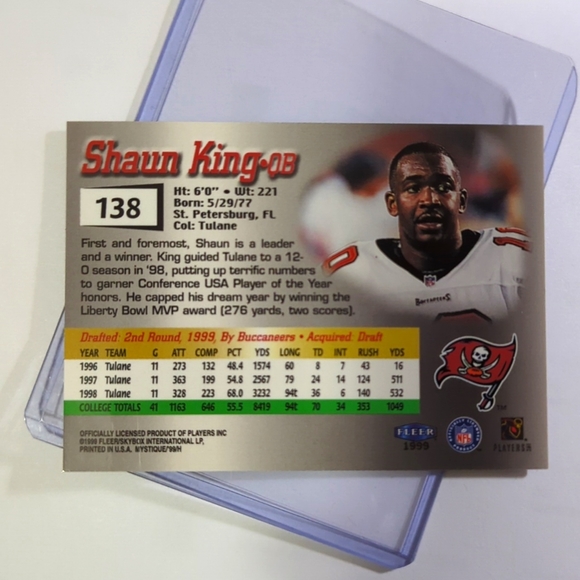 Shaun King•QB
138
Ht: 6'0" • Wt: 221
Born: 5/29/77
St. Petersburg, FL
Col: Tulane
First and foremost, Shaun is a leader
and a winner. King guided Tulane to a 12-
0 season in '98, putting up terrific numbers
to garner Conference USA Player of the Year
honors. He capped his dream year by winning the
Liberty Bowl MVP award (276 yards, two scores).
10
BUCCANEERS
Drafted: 2nd Round, 1999, By Buccaneers • Acquired: Draft
YEAR TEAM G ATT COMP PCT YDS LONG TD INT RUSH YDS
1996 Tulane 11 273 132 48.4 1574 60 8 7 43 16
1997 Tulane 11 363 199 54.8 2567 79 24 14 124 511
1998 Tulane 11 328 223 68.0 3232 94t 36 6 140 532
COLLEGE TOTALS 41 1163 646 55.5 8419 94t 70 34 353 1049
OFFICIALLY LICENSED PRODUCT OF PLAYERS INC
©1999 FLEER/SKYBOX INTERNATIONAL LP,
PRINTED IN U.S.A. MYSTIQUE/'99/H
FLEER
1999
NFL
PLAYERS